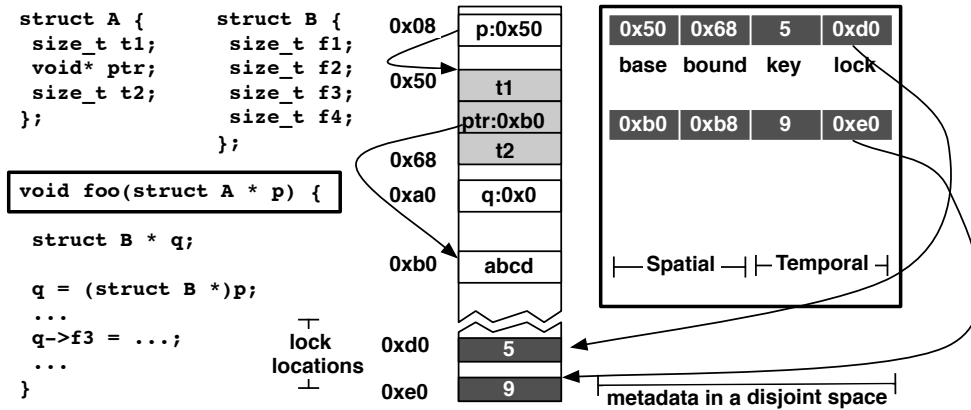 struct A {
size_t t1;
void* ptr;
size_t t2;
};
struct B {
size_t f1;
size_t f2;
size_t f3;
size_t f4;
};
void foo(struct A * p) {
struct B * q;
q = (struct B *)p;
...
q->f3 = ...;
...
}
lock
locations
0x08 p:0x50
0x50 t1
ptr:0xb0
t2
0x68
0xa0 q:0x0
0xb0 abcd
0xd0 5
0xe0 9
0x50 0x68 5 0xd0
base bound key lock
0xb0 0xb8 9 0xe0
Spatial Temporal
metadata in a disjoint space